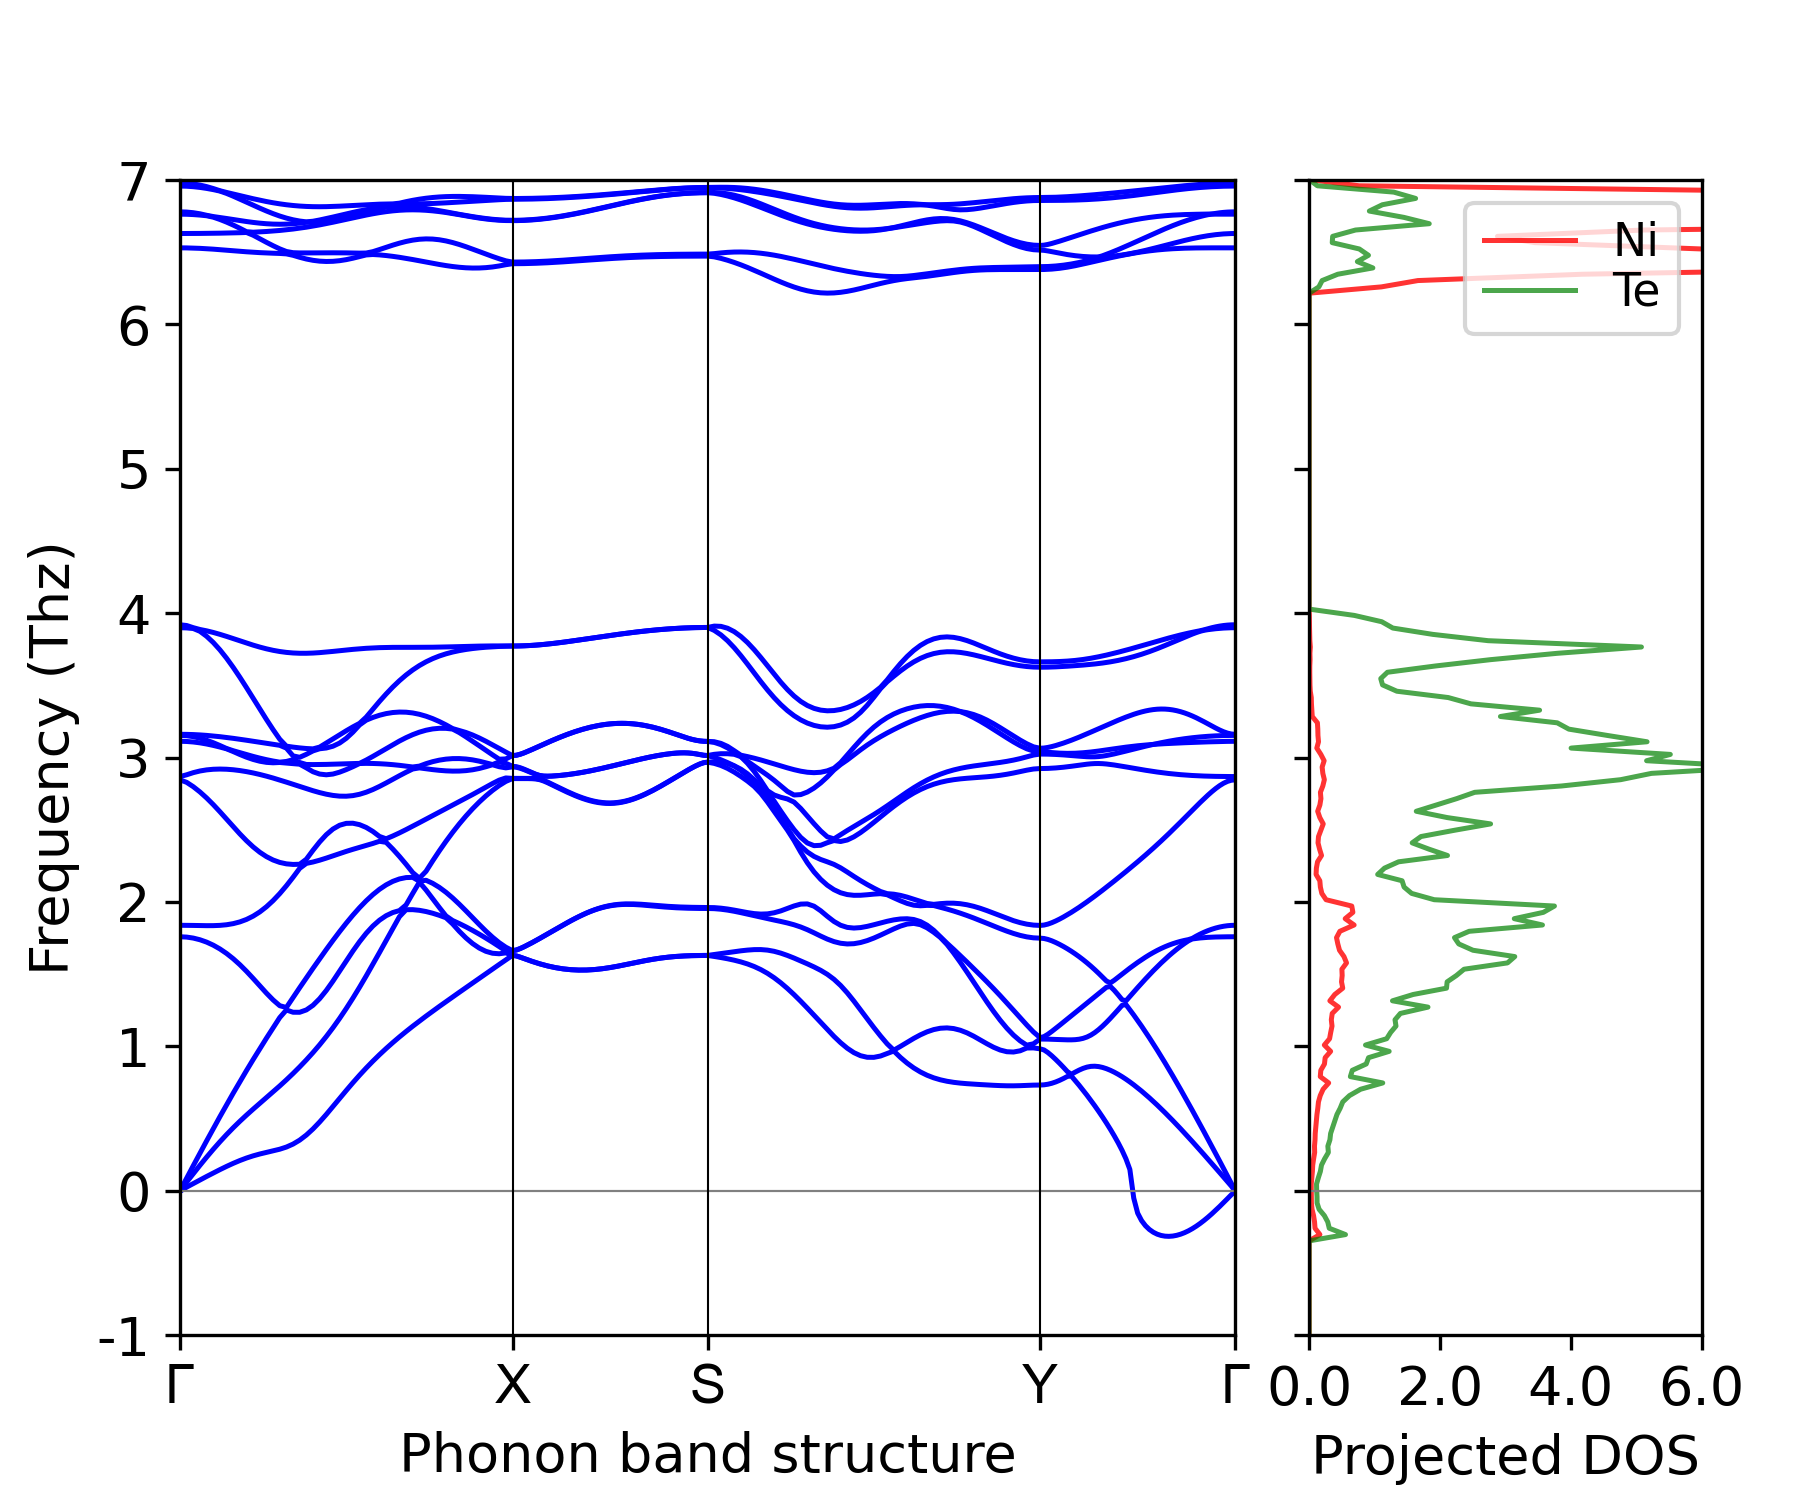 7
6
5
4
3
2
1
0
-1
Frequency (Thz)
Γ X S Y Γ
Phonon band structure
Ni
Te
0.0 2.0 4.0 6.0
Projected DOS